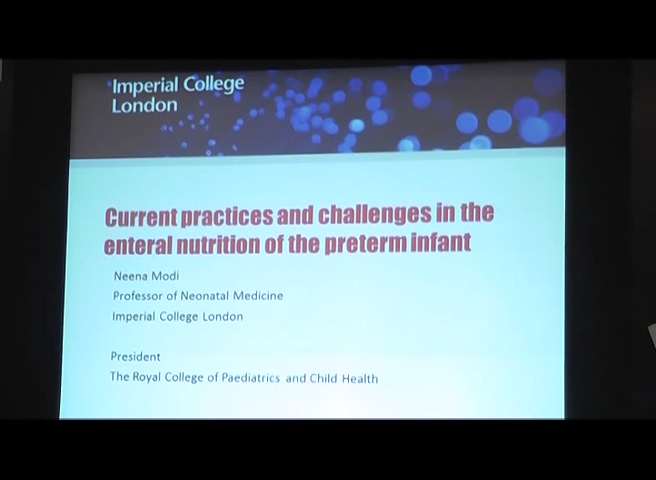 Imperial College
London
Current practices and challenges in the
enteral nutrition of the preterm infant
Neena Modi
Professor of Neonatal Medicine
Imperial College London
President
The Royal College of Paediatrics and Child Health